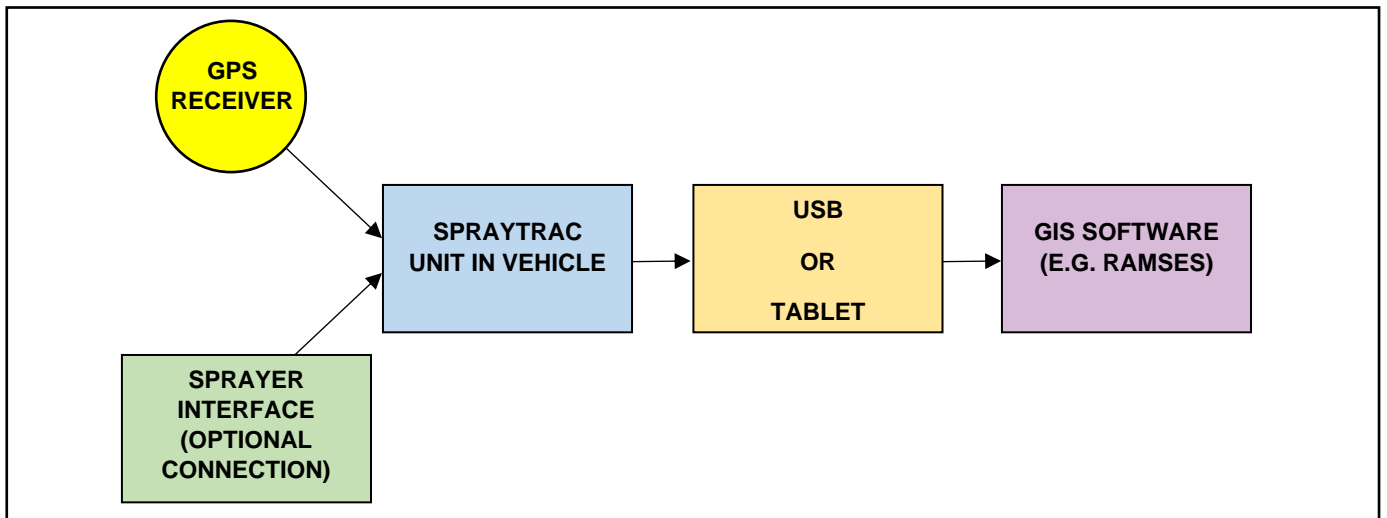 GPS
RECEIVER
SPRAYTRAC
UNIT IN VEHICLE
USB
OR
TABLET
GIS SOFTWARE
(E.G. RAMSES)
SPRAYER
INTERFACE
(OPTIONAL
CONNECTION)